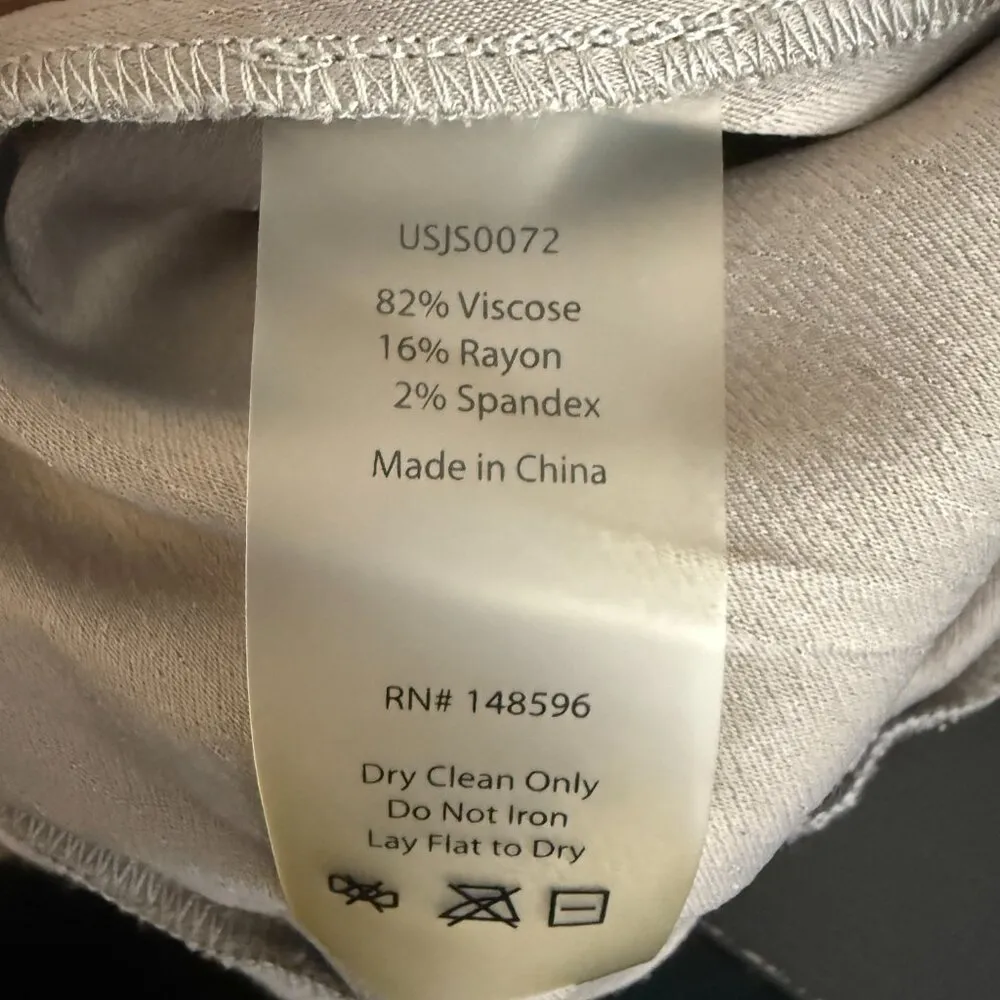 USJS0072
82% Viscose
16% Rayon
2% Spandex
Made in China
RN# 148596
Dry Clean Only
Do Not Iron
Lay Flat to Dry